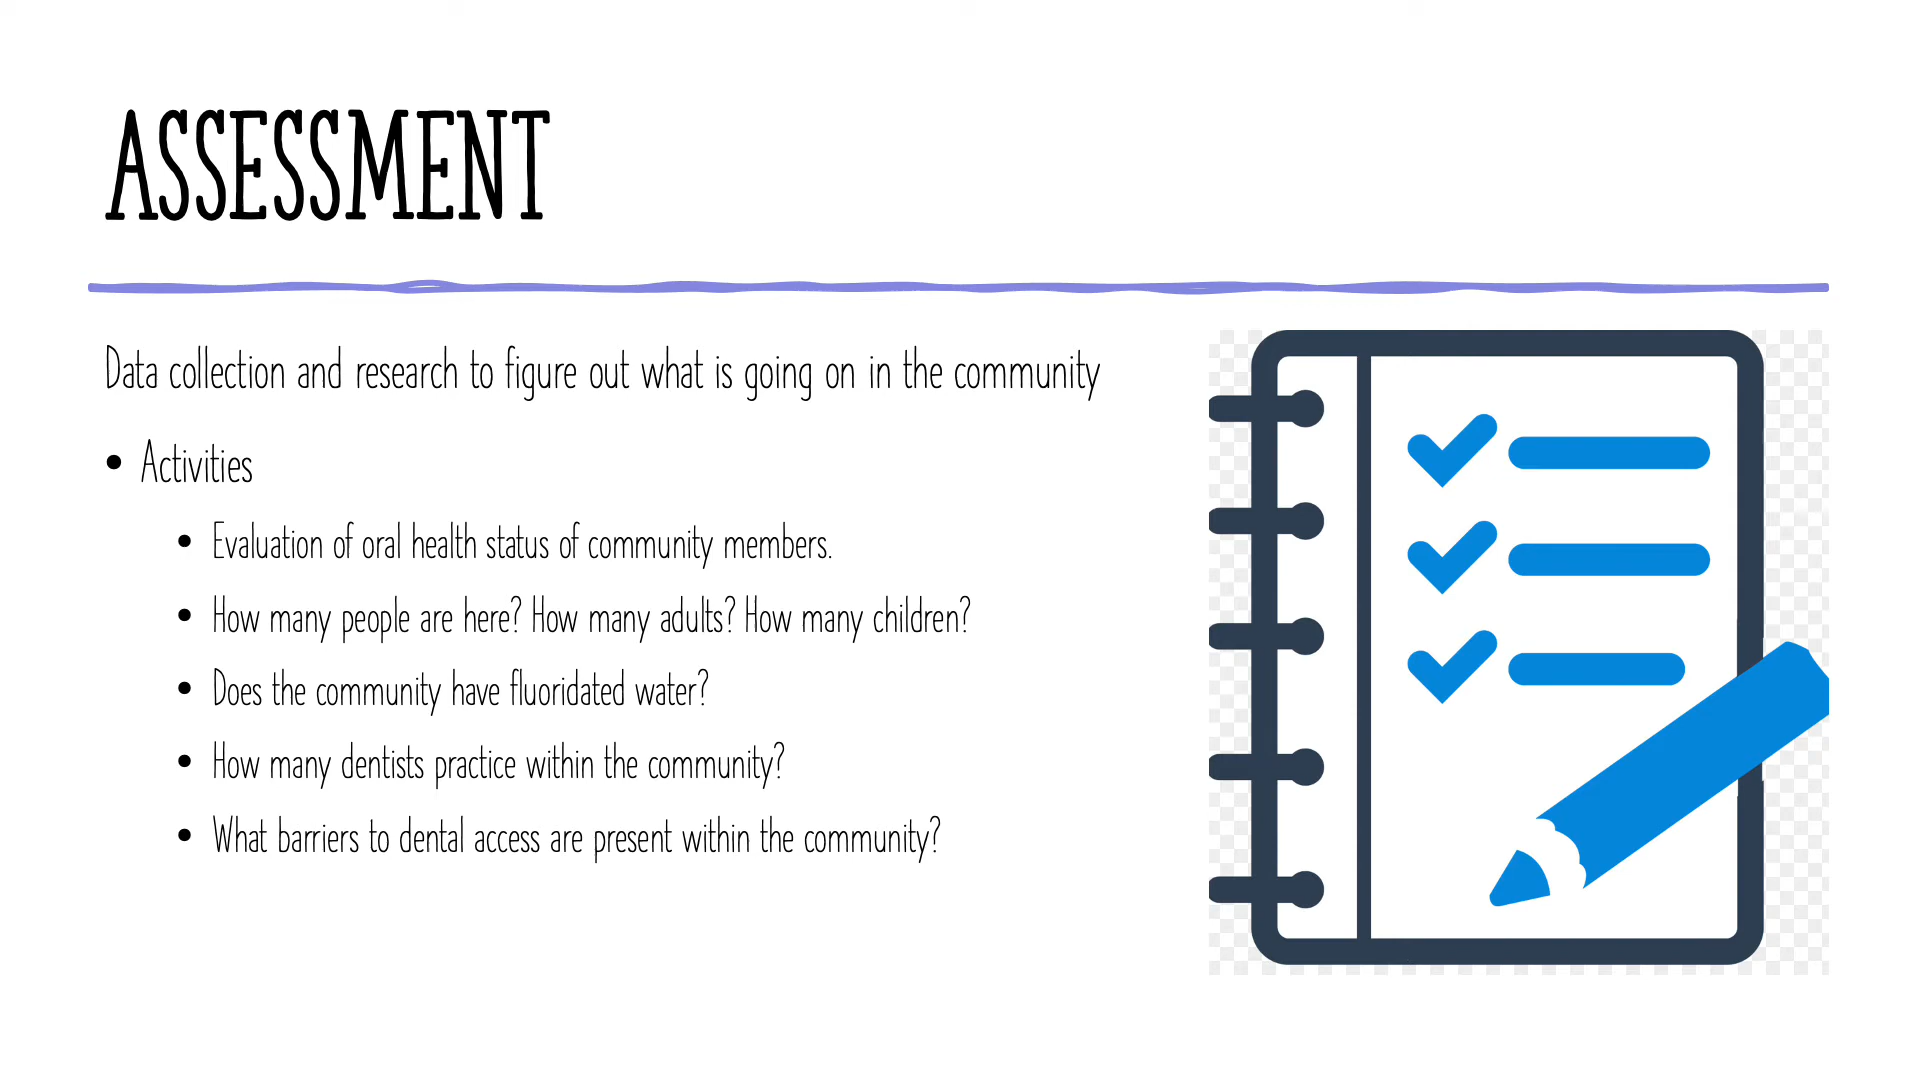 ASSESSMENT
Data collection and research to figure out what is going on in the community
• Activities
• Evaluation of oral health status of community members.
• How many people are here? How many adults? How many children?
• Does the community have fluoridated water?
• How many dentists practice within the community?
• What barriers to dental access are present within the community?